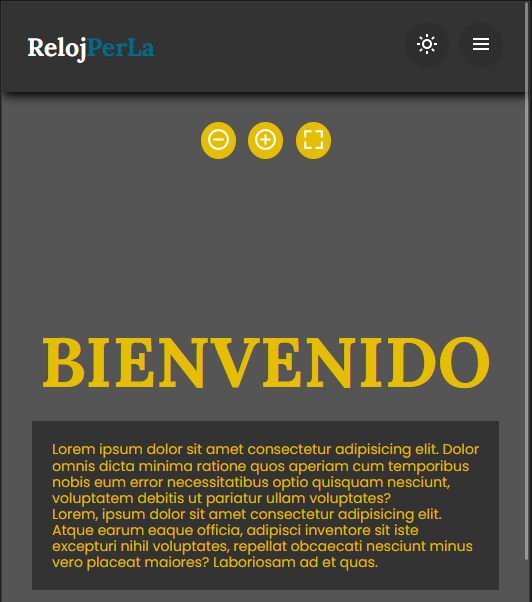 RelojPerLa
BIENVENIDO
Lorem ipsum dolor sit amet consectetur adipisicing elit. Dolor
omnis dicta minima ratione quos aperiam cum temporibus
nobis eum error necessitatibus optio quisquam nesciunt,
voluptatem debitis ut pariatur ullam voluptates?
Lorem, ipsum dolor sit amet consectetur adipisicing elit.
Atque earum eaque officia, adipisci inventore sit iste
excepturi nihil voluptates, repellat obcaecati nesciunt minus
vero placeat maiores? Laboriosam ad et quas.